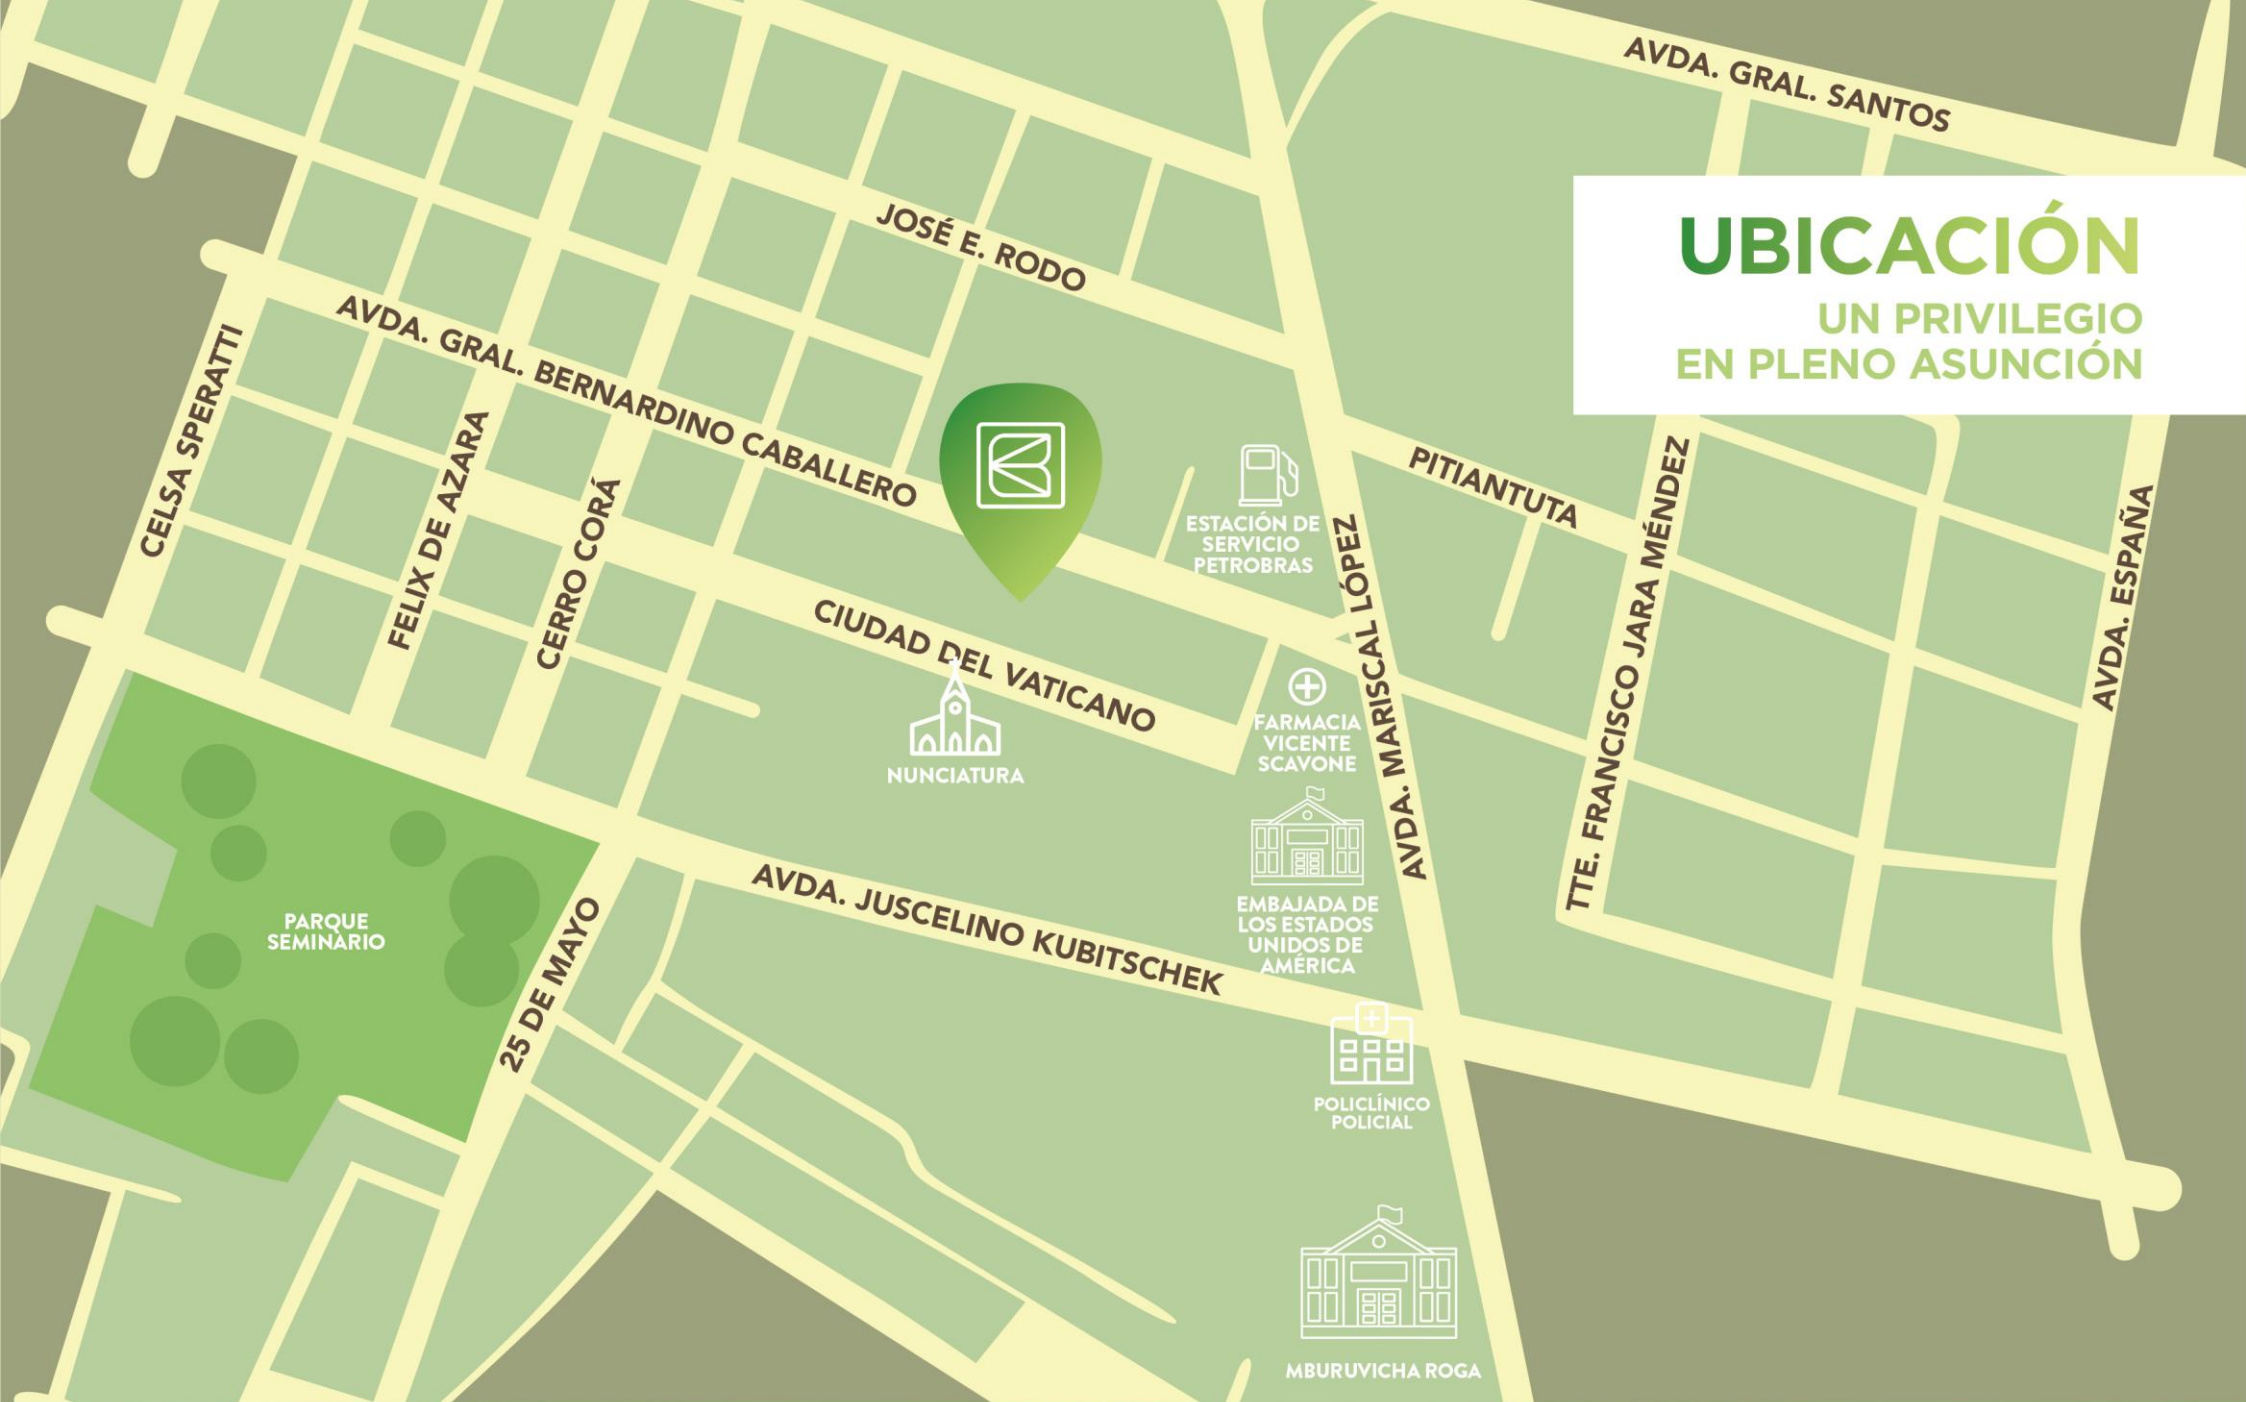 AVDA. GRAL. SANTOS
UBICACIÓN
UN PRIVILEGIO
EN PLENO ASUNCIÓN
JOSÉ E. RODO
AVDA. GRAL. BERNARDINO CABALLERO
CELSA SPERATTI
FELIX DE AZARA
CERRO CORÁ
PITIANTUTA
TTE. FRANCISCO JARA MÉNDEZ
AVDA. ESPAÑA
ESTACIÓN DE
SERVICIO
PETROBRAS
AVDA. MARISCAL LÓPEZ
CIUDAD DEL VATICANO
NUNCIATURA
FARMACIA
VICENTE
SCAVONE
EMBAJADA DE
LOS ESTADOS
UNIDOS DE
AMÉRICA
AVDA. JUSCELINO KUBITSCHEK
PARQUE
SEMINARIO
25 DE MAYO
POLICLÍNICO
POLICIAL
MBURUVICHA ROGA